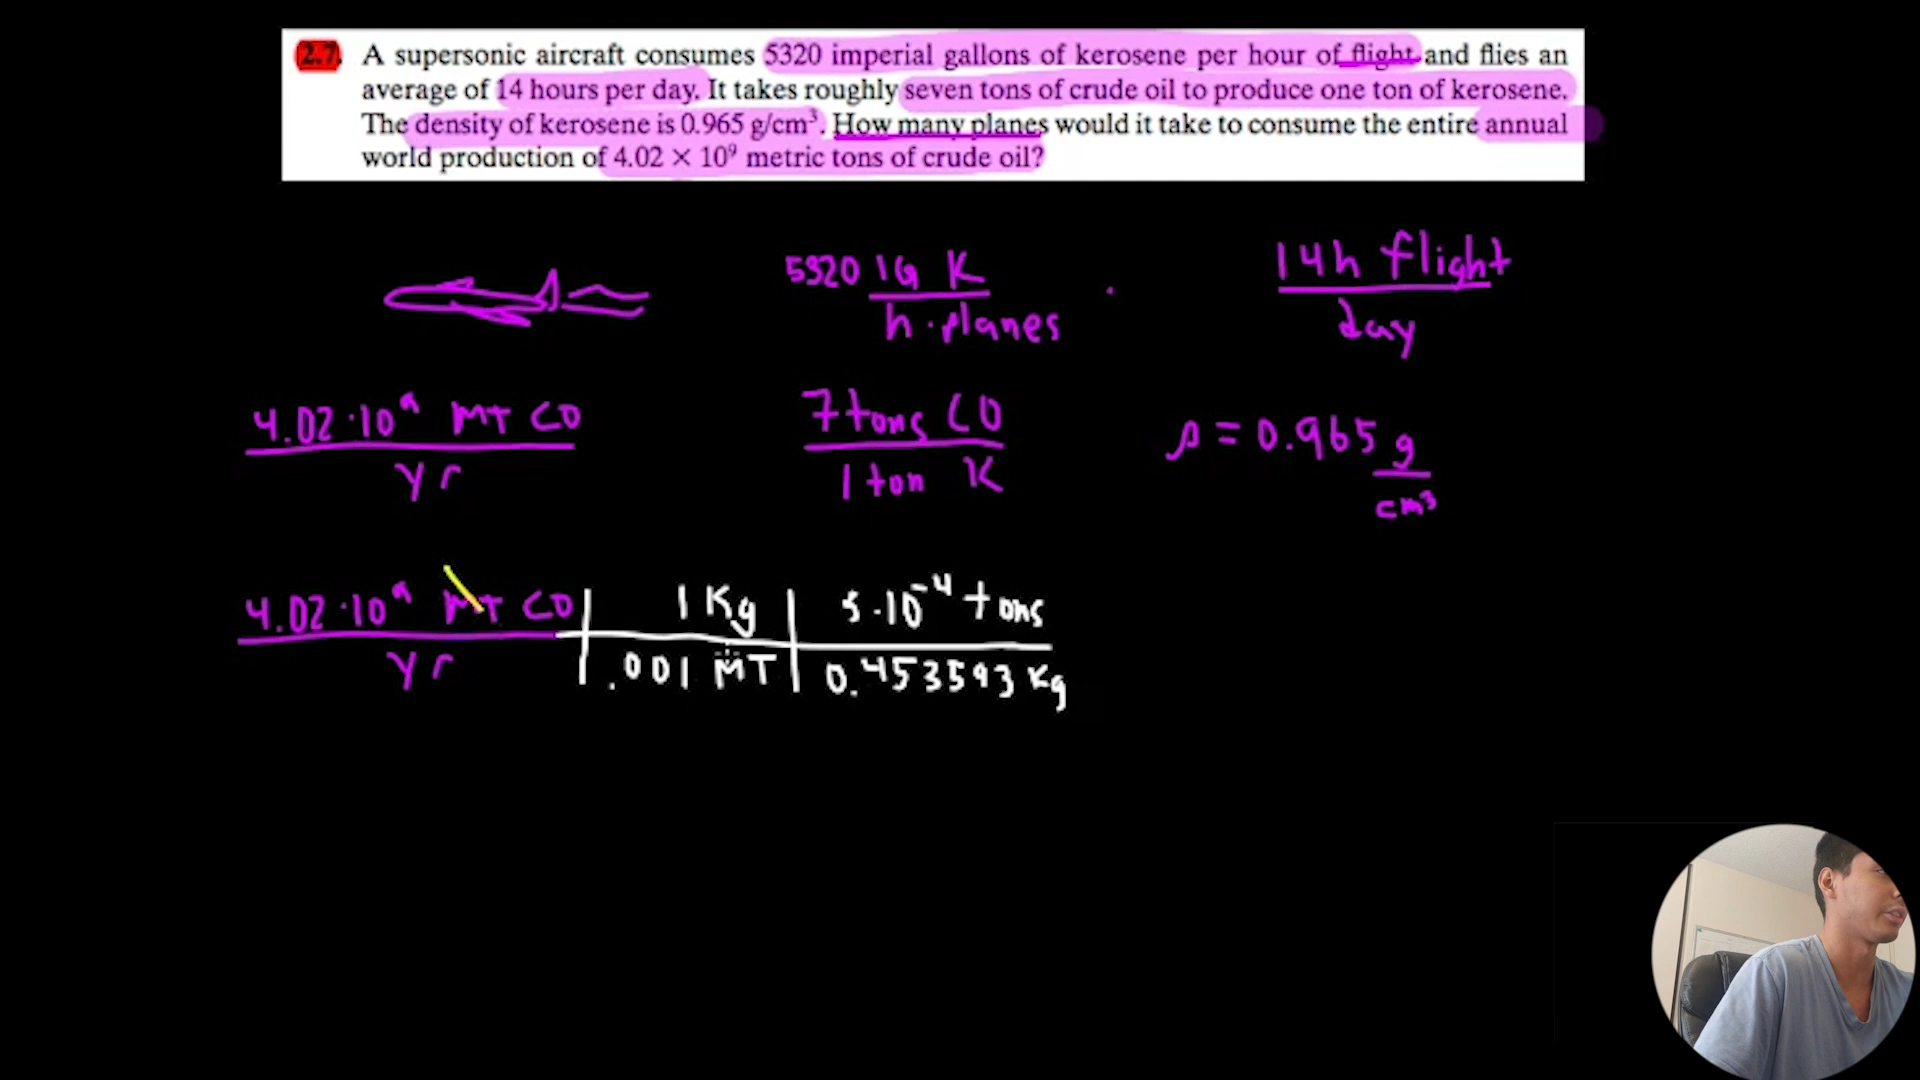 2.7. A supersonic aircraft consumes 5320 imperial gallons of kerosene per hour of flight and flies an
average of 14 hours per day. It takes roughly seven tons of crude oil to produce one ton of kerosene.
The density of kerosene is 0.965 g/cm³. How many planes would it take to consume the entire annual
world production of 4.02 × 10⁹ metric tons of crude oil?
5320 IG K
h·planes
14h flight
day
4.02·10⁹ MT CO
yr
7 tons CO
1 ton K
ρ = 0.965 g
cm³
4.02·10⁹ MT CO | 1 Kg | 5·10⁻⁴ tons
yr | .001 MT | 0.453593 Kg